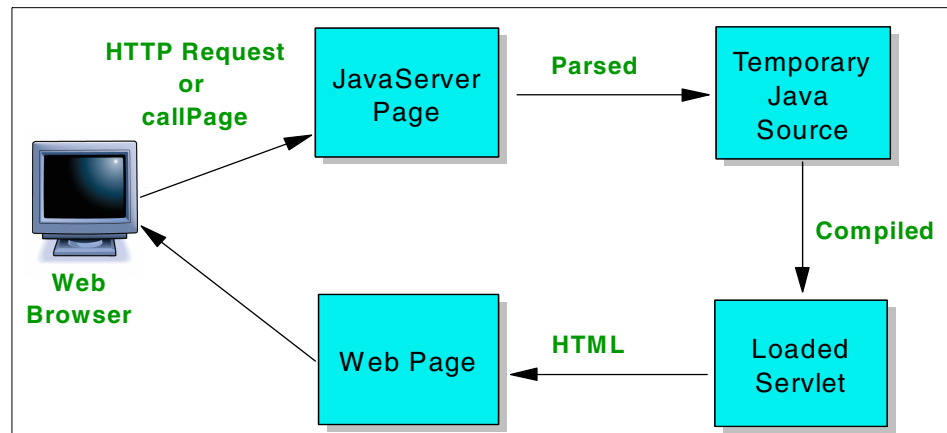 HTTP Request
or
callPage
JavaServer
Page
Parsed
Temporary
Java
Source
Compiled
Web
Browser
Web Page
HTML
Loaded
Servlet